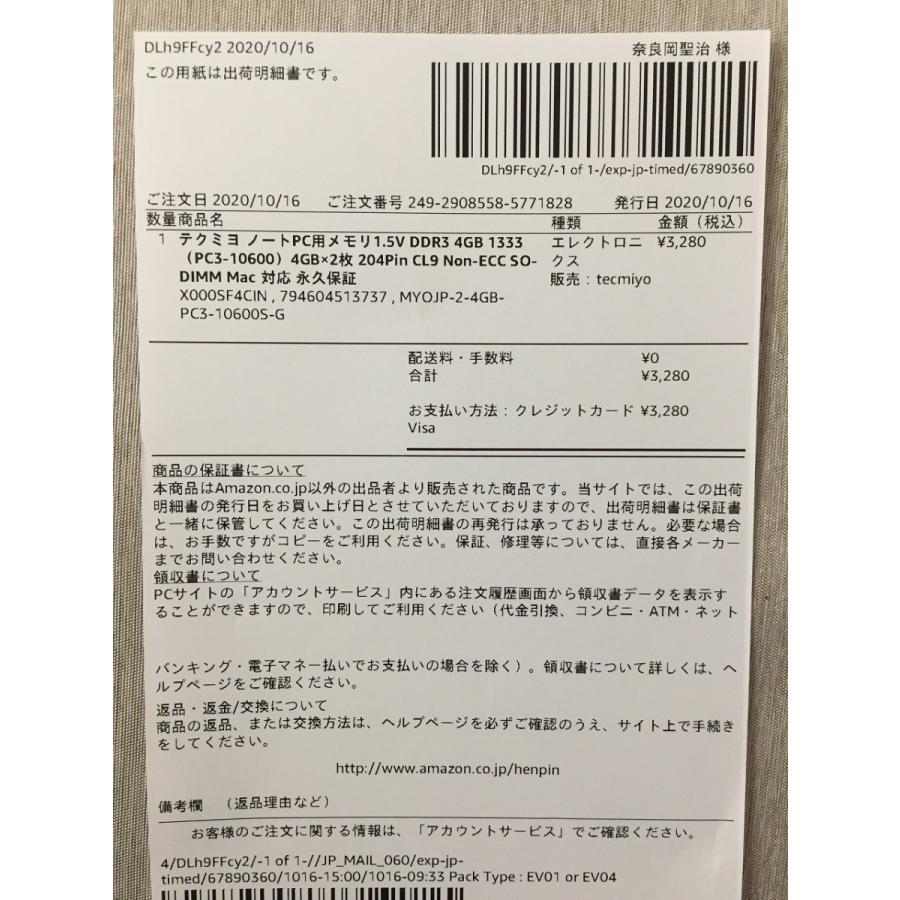 DLh9FFcy2 2020/10/16
奈良岡聖治 様
この用紙は出荷明細書です。
DLh9FFcy2/-1 of 1-/exp-jp-timed/67890360
ご注文日 2020/10/16 ご注文番号 249-2908558-5771828 発行日 2020/10/16
数量商品名 種類 金額（税込）
1 テクミヨ ノートPC用メモリ1.5V DDR3 4GB 1333 エレクトロニ ¥3,280
（PC3-10600）4GB×2枚 204Pin CL9 Non-ECC SO- クス
DIMM Mac 対応 永久保証 販売：tecmiyo
X000SF4CIN , 794604513737 , MYOJP-2-4GB-
PC3-10600S-G
配送料・手数料 ¥0
合計 ¥3,280
お支払い方法：クレジットカード ¥3,280
Visa
商品の保証書について
本商品はAmazon.co.jp以外の出品者より販売された商品です。当サイトでは、この出荷
明細書の発行日をお買い上げ日とさせていただいておりますので、出荷明細書は保証書
と一緒に保管してください。この出荷明細書の再発行は承っておりません。必要な場合
は、お手数ですがコピーをご利用ください。保証、修理等については、直接各メーカー
までお問い合わせください。
領収書について
PCサイトの「アカウントサービス」内にある注文履歴画面から領収書データを表示す
ることができますので、印刷してご利用ください（代金引換、コンビニ・ATM・ネット
バンキング・電子マネー払いでお支払いの場合を除く）。領収書について詳しくは、ヘ
ルプページをご確認ください。
返品・返金/交換について
商品の返品、または交換方法は、ヘルプページを必ずご確認のうえ、サイト上で手続き
をしてください。
http://www.amazon.co.jp/henpin
備考欄 （返品理由など）
お客様のご注文に関する情報は、「アカウントサービス」でご確認ください。
4/DLh9FFcy2/-1 of 1-//JP_MAIL_060/exp-jp-
timed/67890360/1016-15:00/1016-09:33 Pack Type : EV01 or EV04